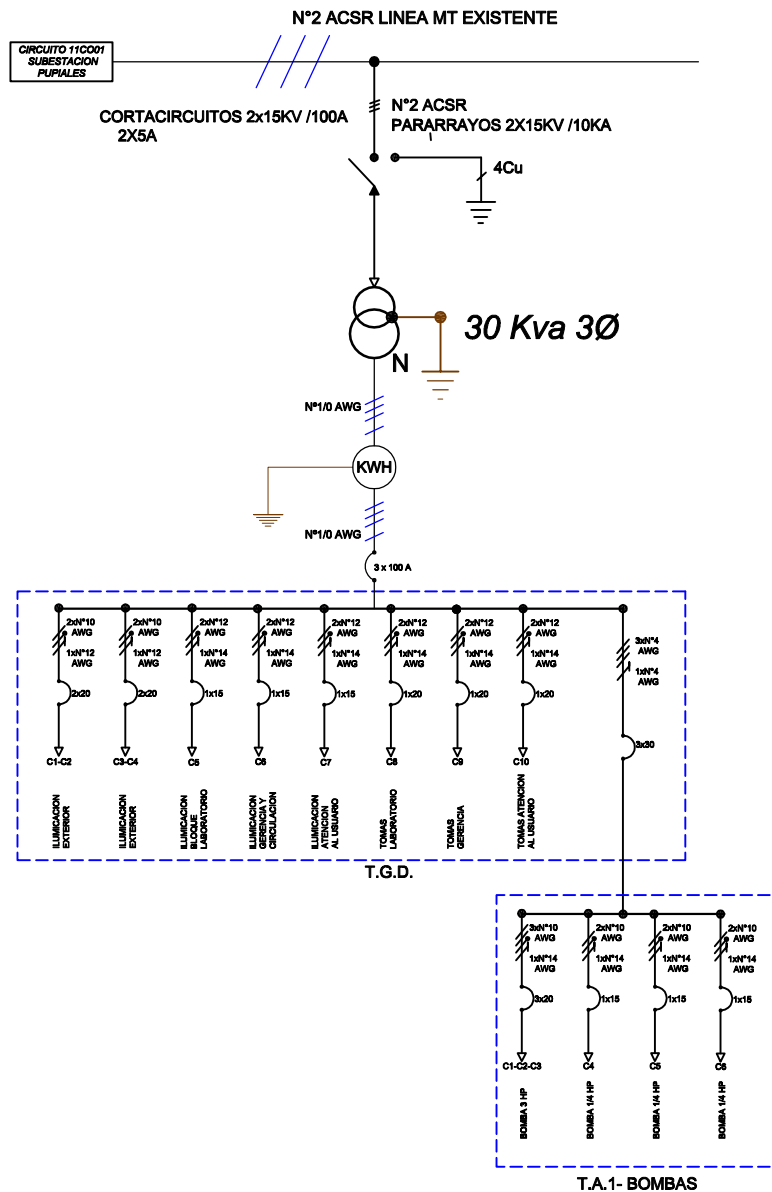 N°2 ACSR LINEA MT EXISTENTE
CIRCUITO 11CO01
SUBESTACION
PUPIALES
CORTACIRCUITOS 2x15KV /100A
2X5A
N°2 ACSR
PARARRAYOS 2X15KV /10KA
4Cu
30 Kva 3Ø
N
Nº1/0 AWG
KWH
Nº1/0 AWG
3 x 100 A
2xN°10
AWG
1xN°12
AWG
2x20
C1-C2
ILUMICACION
EXTERIOR
2xN°10
AWG
1xN°12
AWG
2x20
C3-C4
ILUMICACION
EXTERIOR
2xN°12
AWG
1xN°14
AWG
1x15
C5
ILUMICACION
BLOQUE
LABORATORIO
2xN°12
AWG
1xN°14
AWG
1x15
C6
ILUMICACION
GERENCIA Y
CIRCULACION
2xN°12
AWG
1xN°14
AWG
1x15
C7
ILUMICACION
ATENCION
AL USUARIO
2xN°12
AWG
1xN°14
AWG
1x20
C8
TOMAS
LABORATORIO
2xN°12
AWG
1xN°14
AWG
1x20
C9
TOMAS
GERENCIA
2xN°12
AWG
1xN°14
AWG
1x20
C10
TOMAS ATENCION
AL USUARIO
3xN°4
AWG
1xN°4
AWG
3x30
T.G.D.
3xN°10
AWG
1xN°14
AWG
3x20
C1-C2-C3
BOMBA 3 HP
2xN°10
AWG
1xN°14
AWG
1x15
C4
BOMBA 1/4 HP
2xN°10
AWG
1xN°14
AWG
1x15
C5
BOMBA 1/4 HP
2xN°10
AWG
1xN°14
AWG
1x15
C6
BOMBA 1/4 HP
T.A.1- BOMBAS